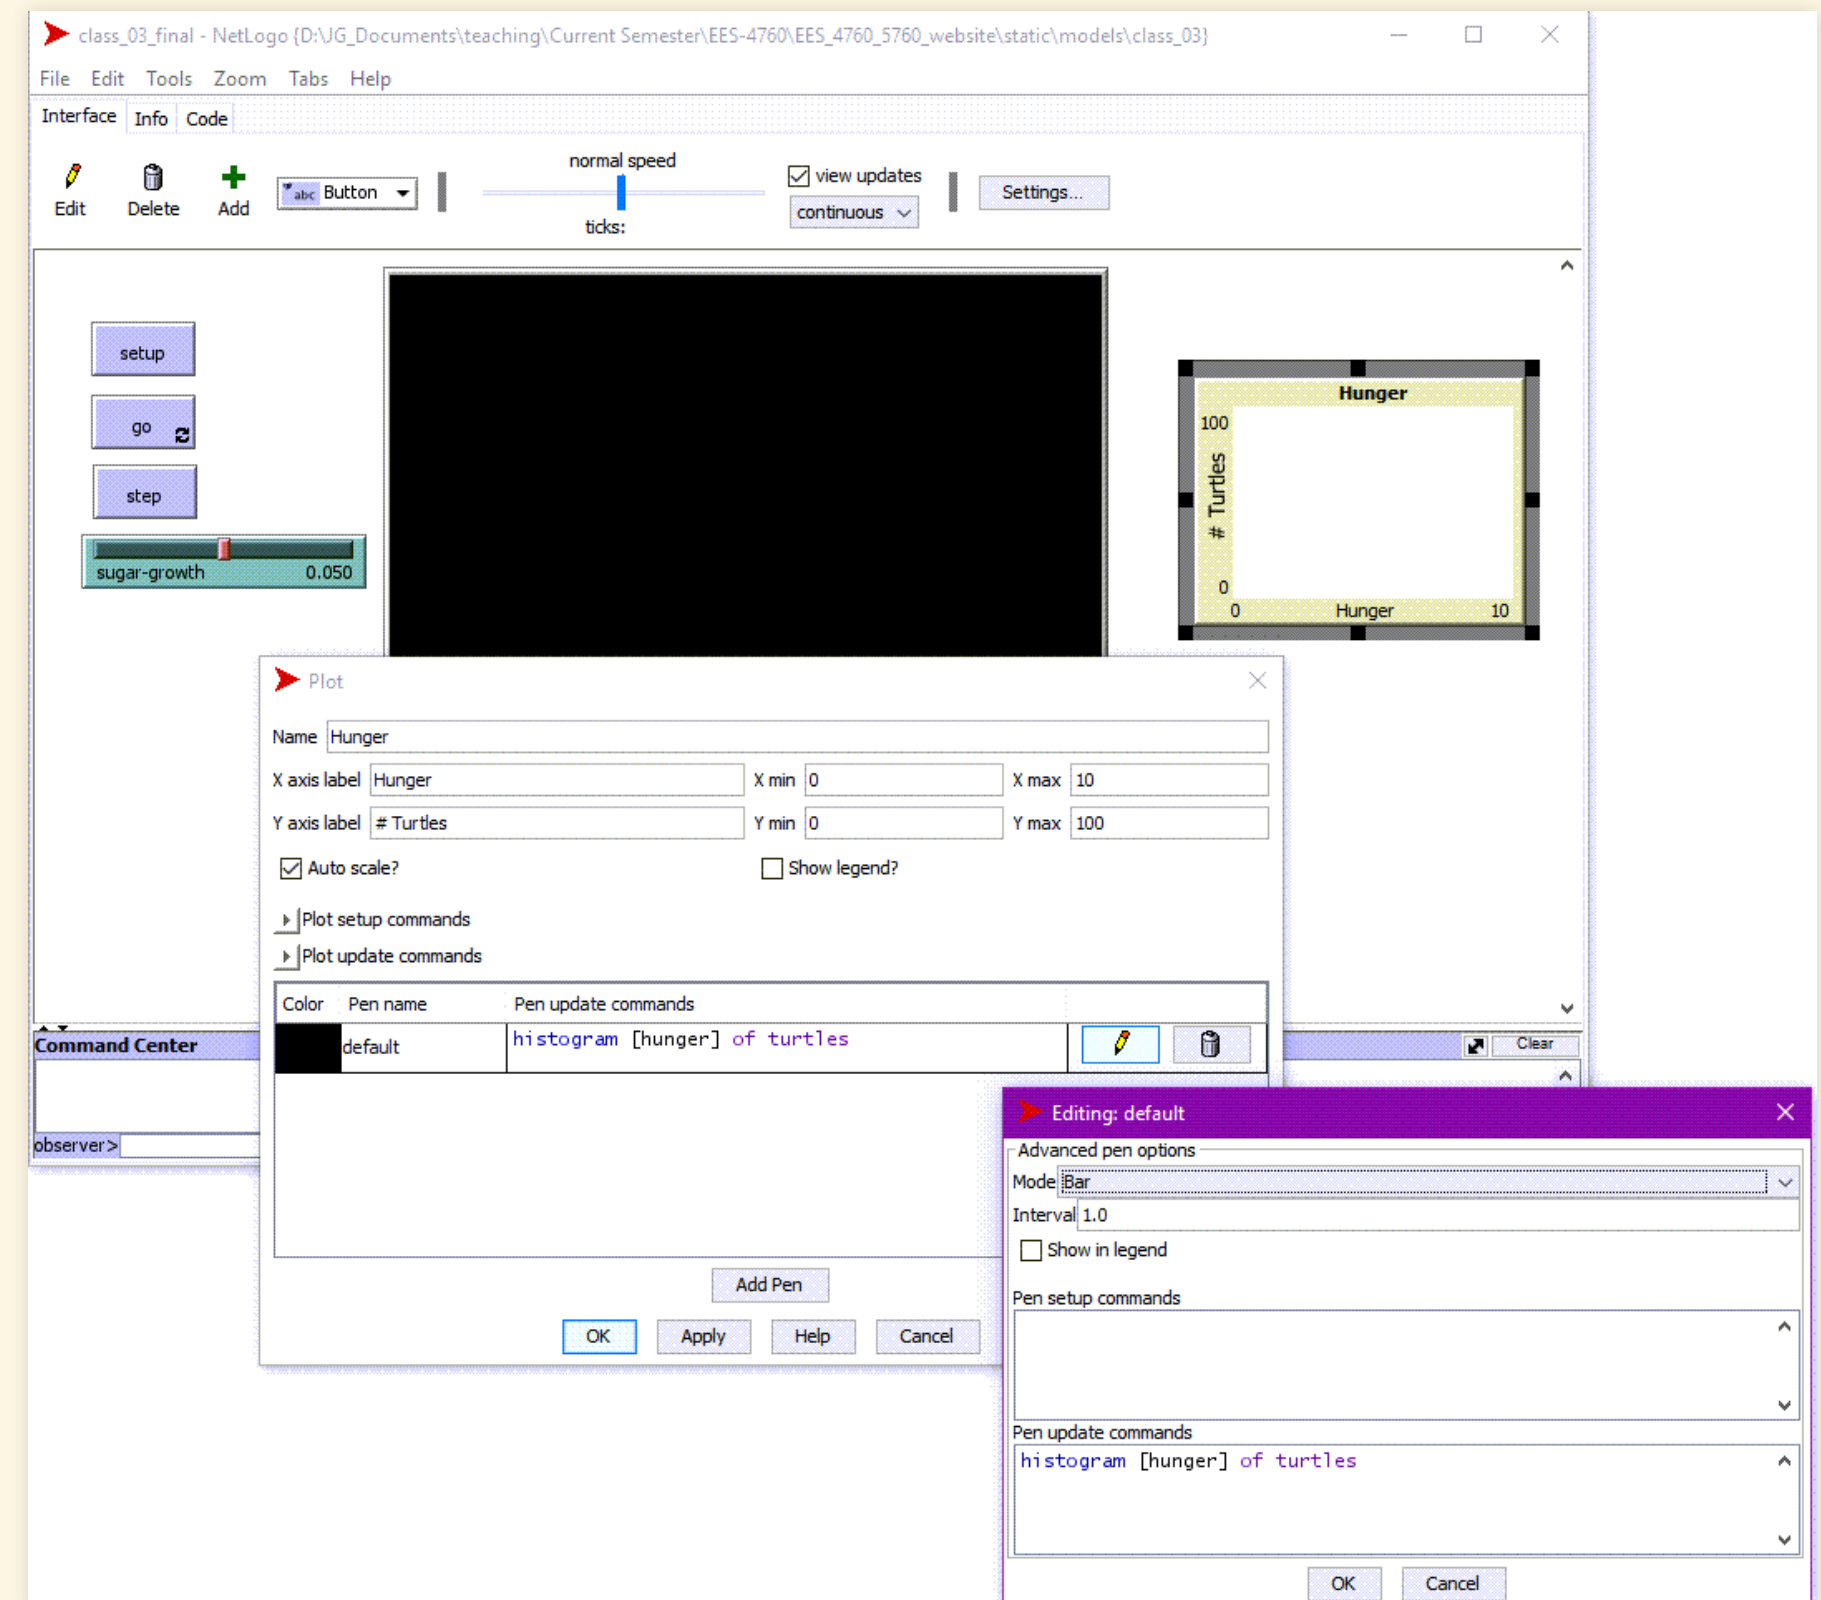 class_03_final - NetLogo {D:\JG_Documents\teaching\Current Semester\EES-4760\EES_4760_5760_website\static\models\class_03}
File Edit Tools Zoom Tabs Help
Interface Info Code
Edit Delete Add
abc Button
normal speed
ticks:
view updates
continuous
Settings...
setup
go
step
sugar-growth 0.050
Hunger
100
# Turtles
0
0 Hunger 10
Plot
Name Hunger
X axis label Hunger X min 0 X max 10
Y axis label # Turtles Y min 0 Y max 100
Auto scale? Show legend?
Plot setup commands
Plot update commands
Color Pen name Pen update commands
default histogram [hunger] of turtles
Add Pen
OK Apply Help Cancel
Command Center Clear
observer>
Editing: default
Advanced pen options
Mode Bar
Interval 1.0
Show in legend
Pen setup commands
Pen update commands
histogram [hunger] of turtles
OK Cancel